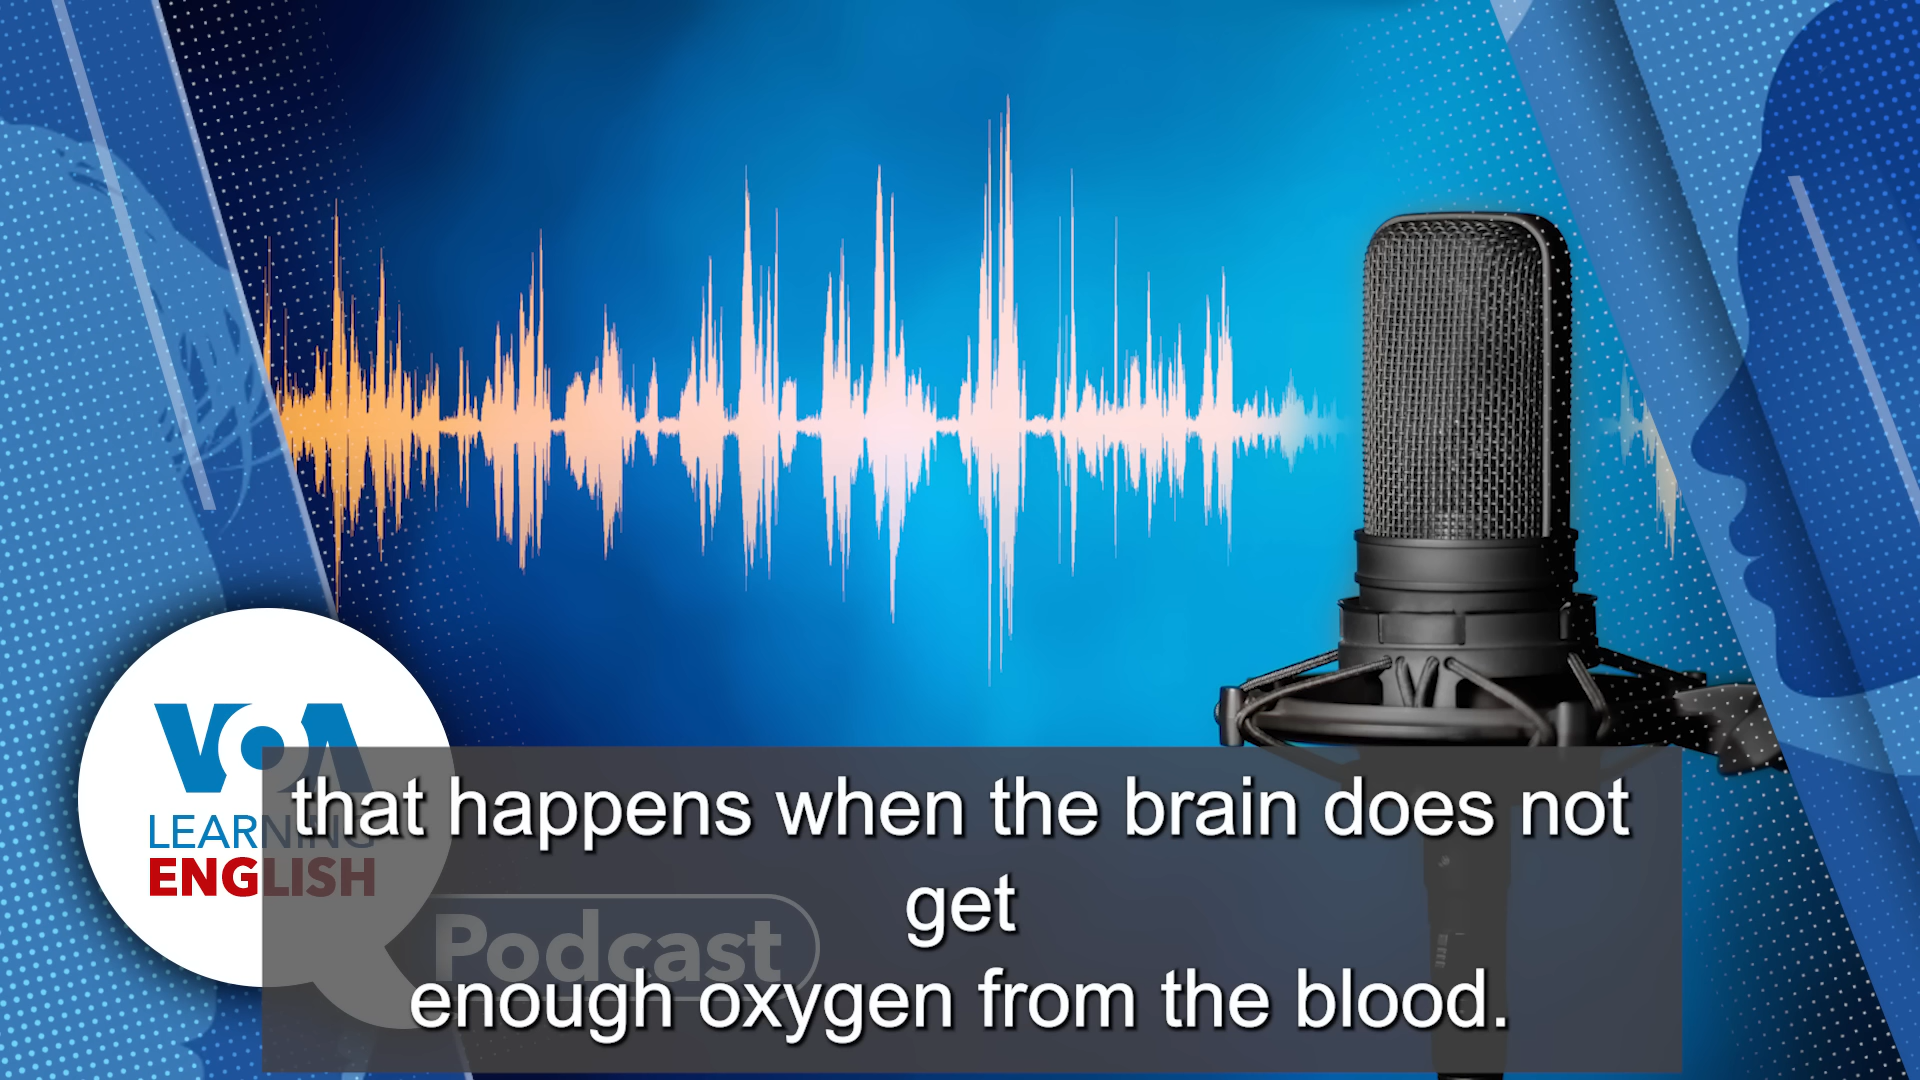 VOA
LEARNING
ENGLISH
Podcast
that happens when the brain does not
get
enough oxygen from the blood.